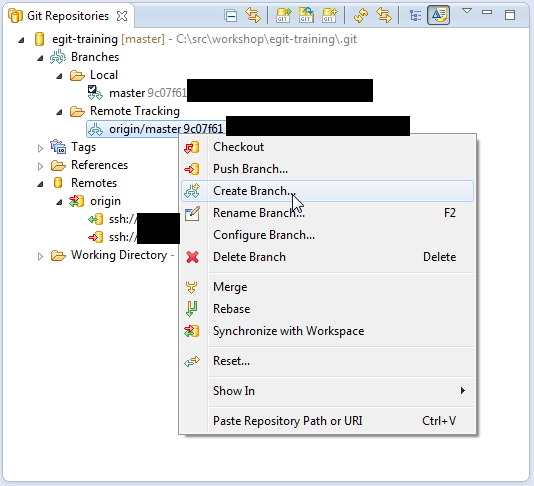 Git Repositories
egit-training [master] - C:\src\workshop\egit-training\.git
Branches
Local
master 9c07f61
Remote Tracking
origin/master 9c07f61
Tags
References
Remotes
origin
ssh://
ssh://
Working Directory -
Checkout
Push Branch...
Create Branch...
Rename Branch... F2
Configure Branch...
Delete Branch Delete
Merge
Rebase
Synchronize with Workspace
Reset...
Show In
Paste Repository Path or URI Ctrl+V